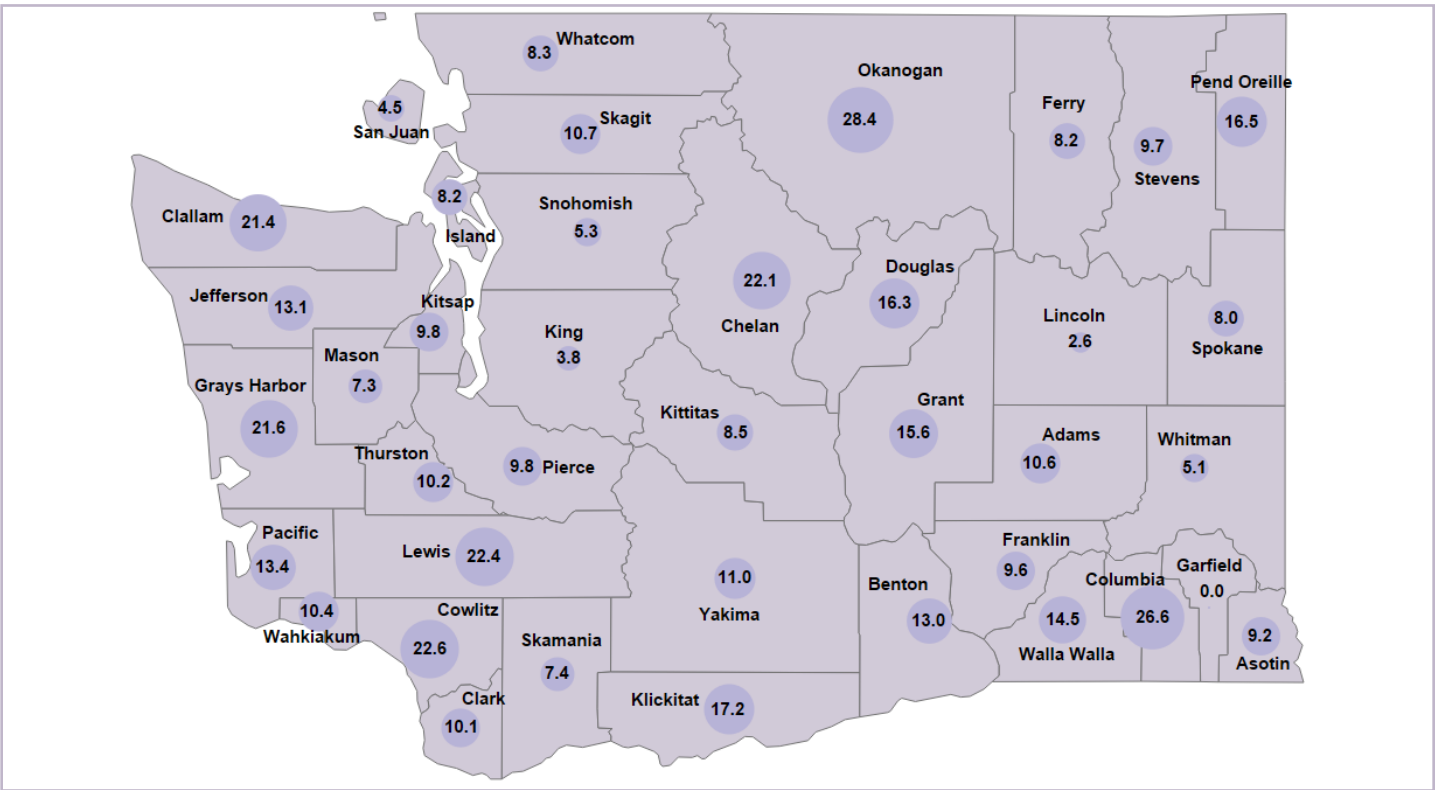 Whatcom
8.3
Okanogan
28.4
Pend Oreille
16.5
Ferry
8.2
4.5
San Juan
Skagit
10.7
9.7
Stevens
8.2
Island
Snohomish
5.3
Clallam
21.4
Douglas
16.3
22.1
Chelan
Jefferson
13.1
Kitsap
9.8
King
3.8
Lincoln
2.6
8.0
Spokane
Mason
7.3
Grays Harbor
21.6
Kittitas
8.5
Grant
15.6
Adams
10.6
Whitman
5.1
Thurston
10.2
9.8 Pierce
Pacific
13.4
Lewis 22.4
11.0
Yakima
Franklin
9.6
Benton
13.0
Columbia
26.6
Garfield
0.0
10.4
Wahkiakum
Cowlitz
22.6
Skamania
7.4
14.5
Walla Walla
9.2
Asotin
Clark
10.1
Klickitat 17.2